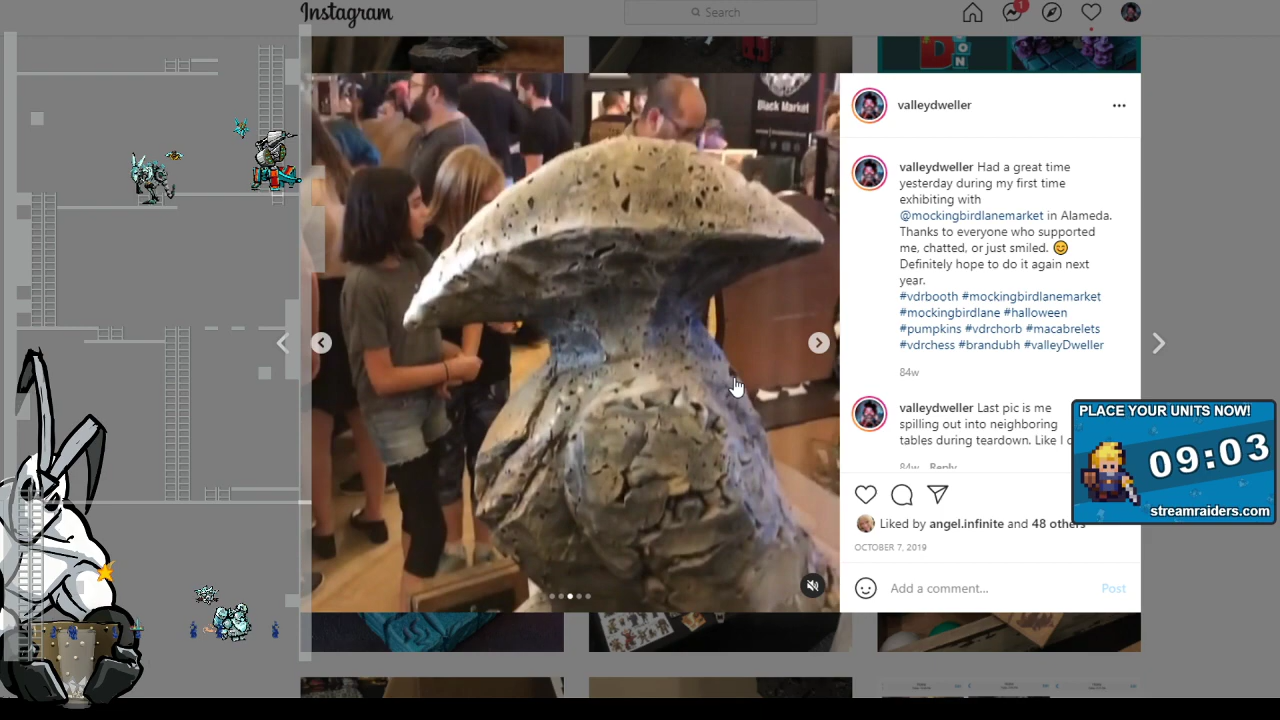 Instagram
Search
1
D
ON
Black Market
valleydweller
valleydweller Had a great time
yesterday during my first time
exhibiting with
@mockingbirdlanemarket in Alameda.
Thanks to everyone who supported
me, chatted, or just smiled. 😊
Definitely hope to do it again next
year.
#vdrbooth #mockingbirdlanemarket
#mockingbirdlane #halloween
#pumpkins #vdrchorb #macabrelets
#vdrchess #brandubh #valleyDweller
84w
valleydweller Last pic is me
spilling out into neighboring
tables during teardown. Like I
84w Reply
Liked by angel.infinite and 48 others
OCTOBER 7, 2019
Add a comment...
Post
PLACE YOUR UNITS NOW!
09:03
streamraiders.com